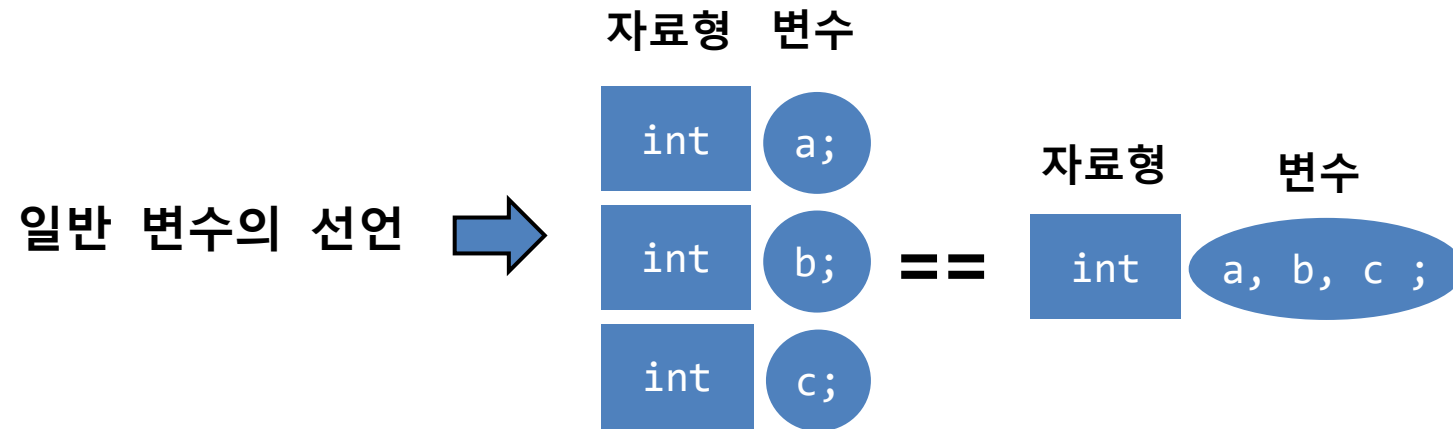 자료형 변수
int a;
자료형 변수
일반 변수의 선언 int b; == int a, b, c ;
int c;